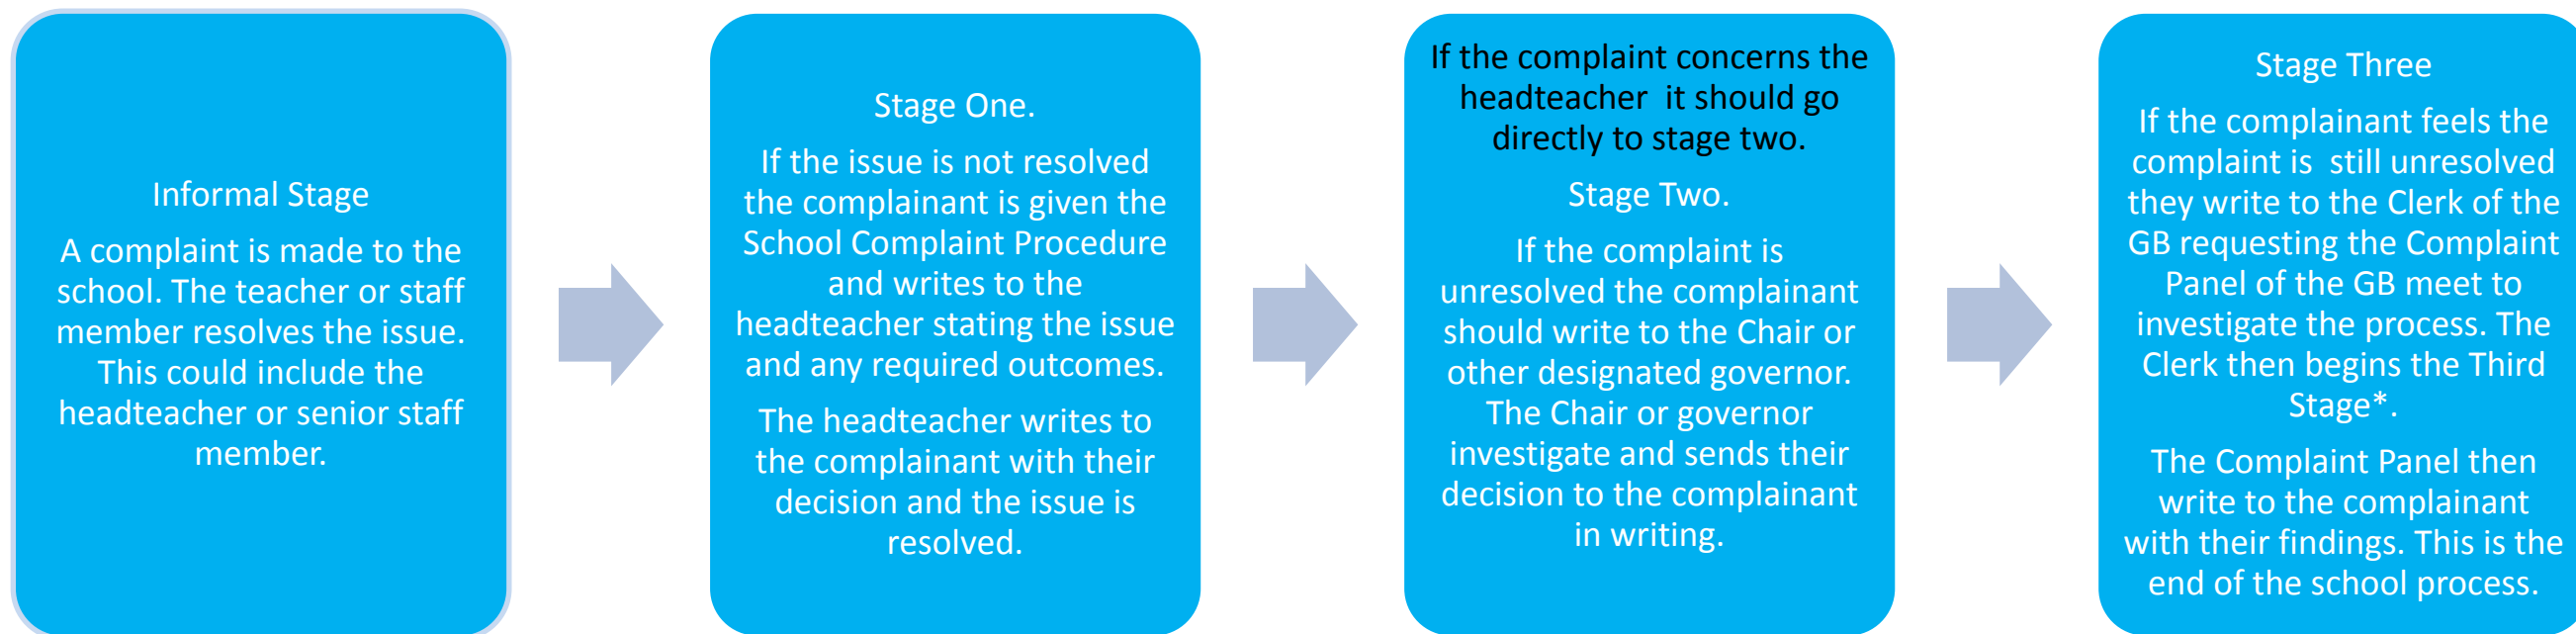 Informal Stage
A complaint is made to the
school. The teacher or staff
member resolves the issue.
This could include the
headteacher or senior staff
member.
Stage One.
If the issue is not resolved
the complainant is given the
School Complaint Procedure
and writes to the
headteacher stating the issue
and any required outcomes.
The headteacher writes to
the complainant with their
decision and the issue is
resolved.
If the complaint concerns the
headteacher it should go
directly to stage two.
Stage Two.
If the complaint is
unresolved the complainant
should write to the Chair or
other designated governor.
The Chair or governor
investigate and sends their
decision to the complainant
in writing.
Stage Three
If the complainant feels the
complaint is still unresolved
they write to the Clerk of the
GB requesting the Complaint
Panel of the GB meet to
investigate the process. The
Clerk then begins the Third
Stage*.
The Complaint Panel then
write to the complainant
with their findings. This is the
end of the school process.